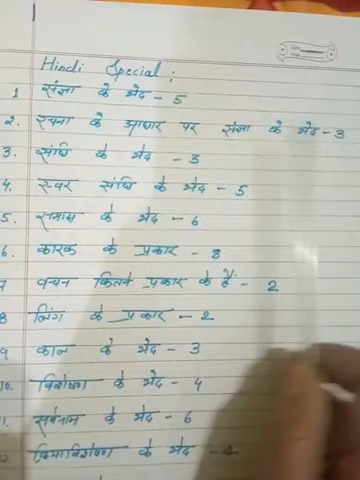 Hindi Special :
1 संज्ञा के भेद - 5
2. रचना के आधार पर संज्ञा के भेद - 3
3. संधि के भेद - 3
4. स्वर संधि के भेद - 5
5. समास के भेद - 6
6. कारक के प्रकार - 8
7 वचन कितने प्रकार के हैं - 2
8 लिंग के प्रकार - 2
9. काल के भेद - 3
10. विशेषण के भेद - 4
11. सर्वनाम के भेद - 6
12. क्रियाविशेषण के भेद - 4